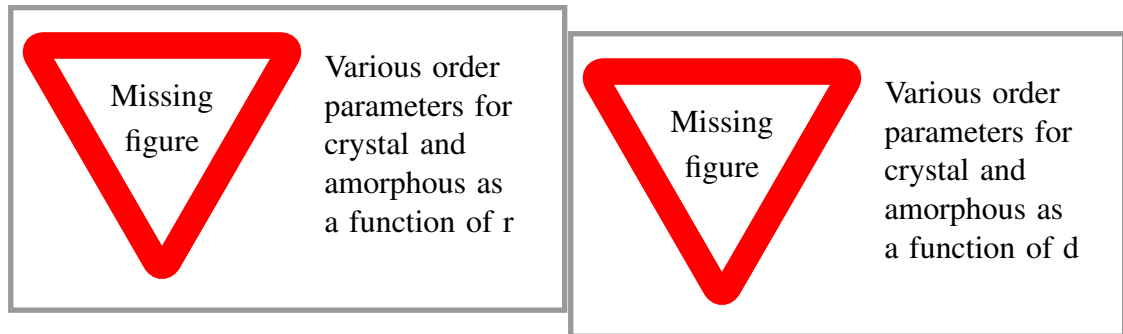 Missing
figure
Various order
parameters for
crystal and
amorphous as
a function of r
Missing
figure
Various order
parameters for
crystal and
amorphous as
a function of d